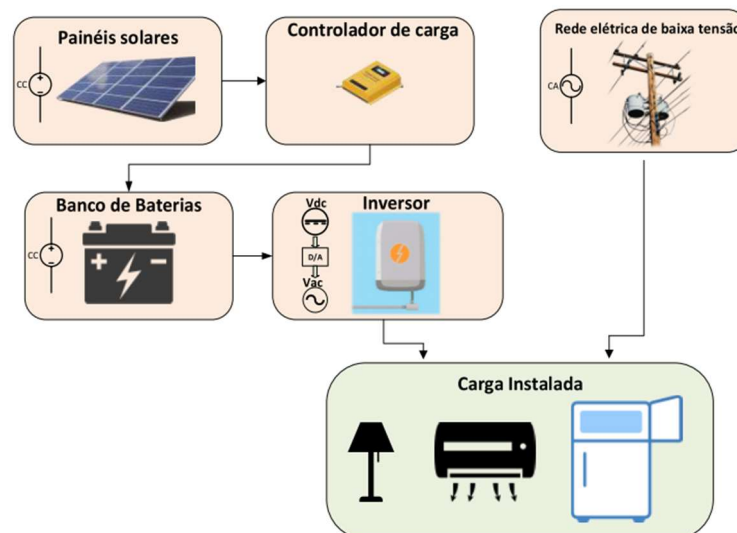 Painéis solares
CC
Controlador de carga
Rede elétrica de baixa tensão
CA
Banco de Baterias
CC
Inversor
Vdc
D/A
Vac
Carga Instalada